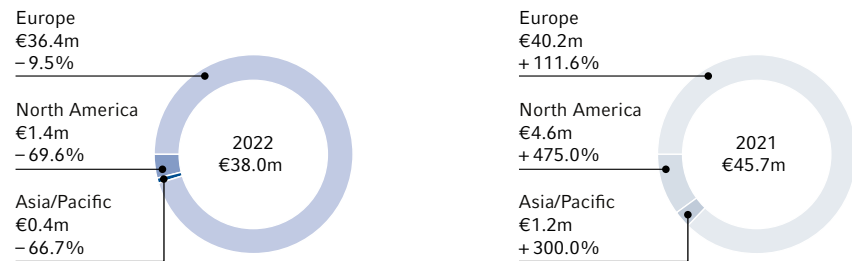 Europe
€36.4m
−9.5%
North America
€1.4m
−69.6%
Asia/Pacific
€0.4m
−66.7%
2022
€38.0m
Europe
€40.2m
+111.6%
North America
€4.6m
+475.0%
Asia/Pacific
€1.2m
+300.0%
2021
€45.7m